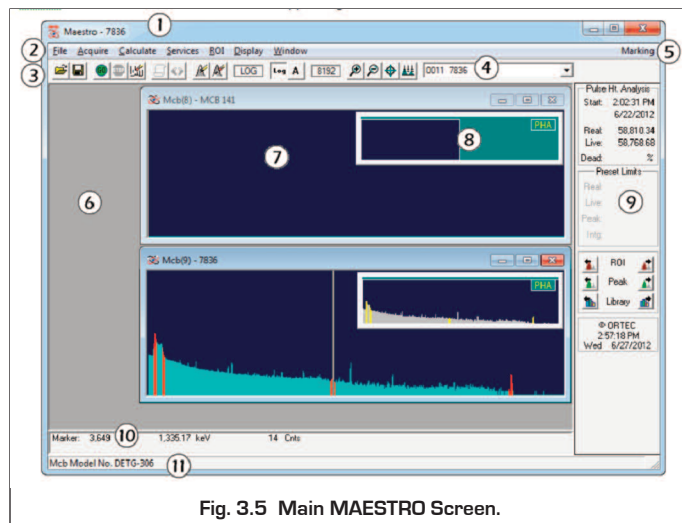 Maestro - 7836
1
2
File Acquire Calculate Services ROI Display Window
Marking
5
3
LOG
Log A
8192
4
0011 7836
Mcb(8) - MCB 141
PHA
7
8
6
Pulse Ht. Analysis
Start: 2:02:31 PM
6/22/2012
Real: 58,810.34
Live: 58,768.68
Dead: %
Preset Limits
Real:
Live:
Peak:
Intg:
9
Mcb(9) - 7836
PHA
ROI
Peak
Library
ORTEC
2:57:18 PM
Wed 6/27/2012
Marker: 3,649
10
1,335.17 keV
14 Cnts
Mcb Model No. DETG-306
11
Fig. 3.5 Main MAESTRO Screen.